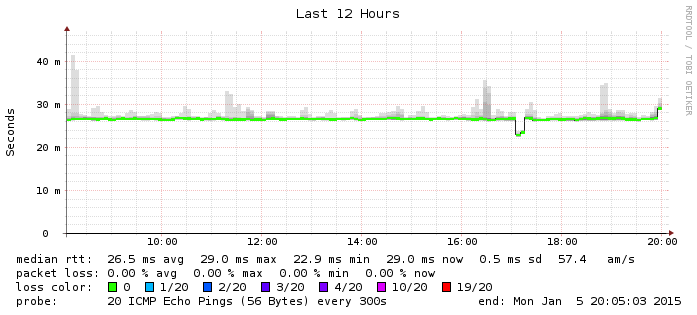 Last 12 Hours
RRDTOOL / TOBI OETIKER
Seconds
40 m
30 m
20 m
10 m
0
10:00 12:00 14:00 16:00 18:00 20:00
median rtt: 26.5 ms avg 29.0 ms max 22.9 ms min 29.0 ms now 0.5 ms sd 57.4 am/s
packet loss: 0.00 % avg 0.00 % max 0.00 % min 0.00 % now
loss color: 0 1/20 2/20 3/20 4/20 10/20 19/20
probe: 20 ICMP Echo Pings (56 Bytes) every 300s end: Mon Jan 5 20:05:03 2015